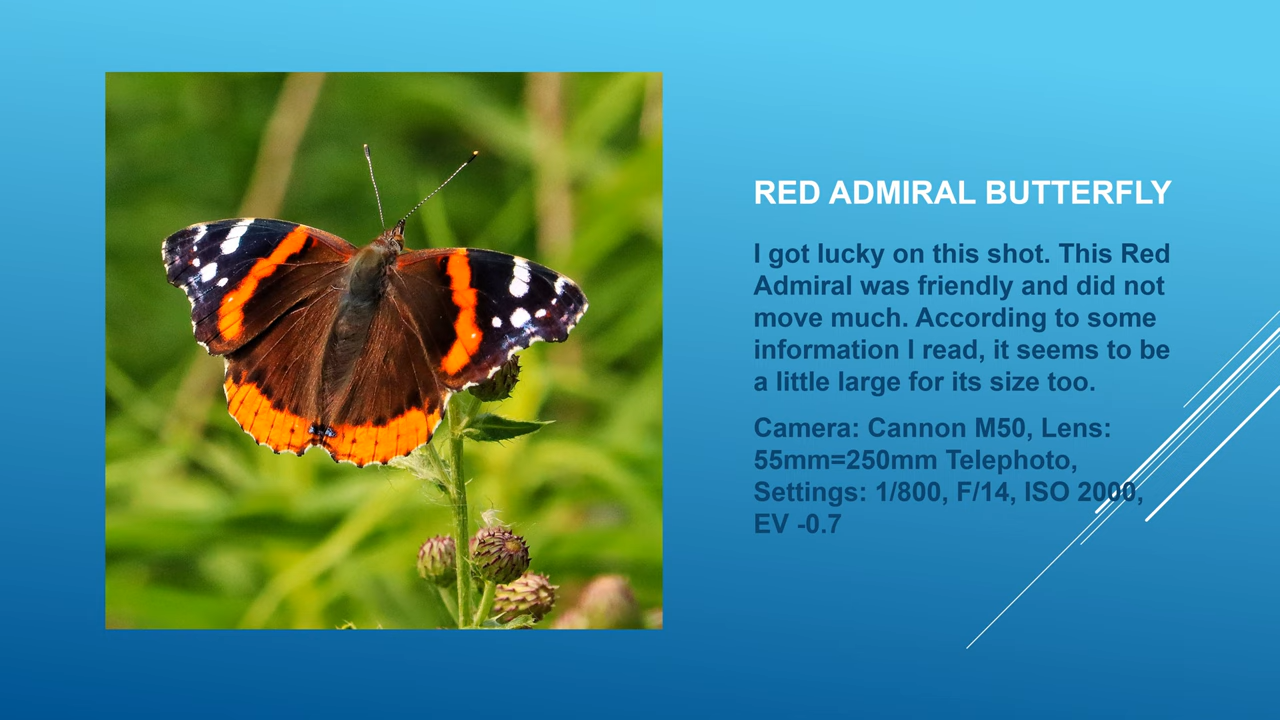 RED ADMIRAL BUTTERFLY
I got lucky on this shot. This Red
Admiral was friendly and did not
move much. According to some
information I read, it seems to be
a little large for its size too.
Camera: Cannon M50, Lens:
55mm=250mm Telephoto,
Settings: 1/800, F/14, ISO 2000,
EV -0.7